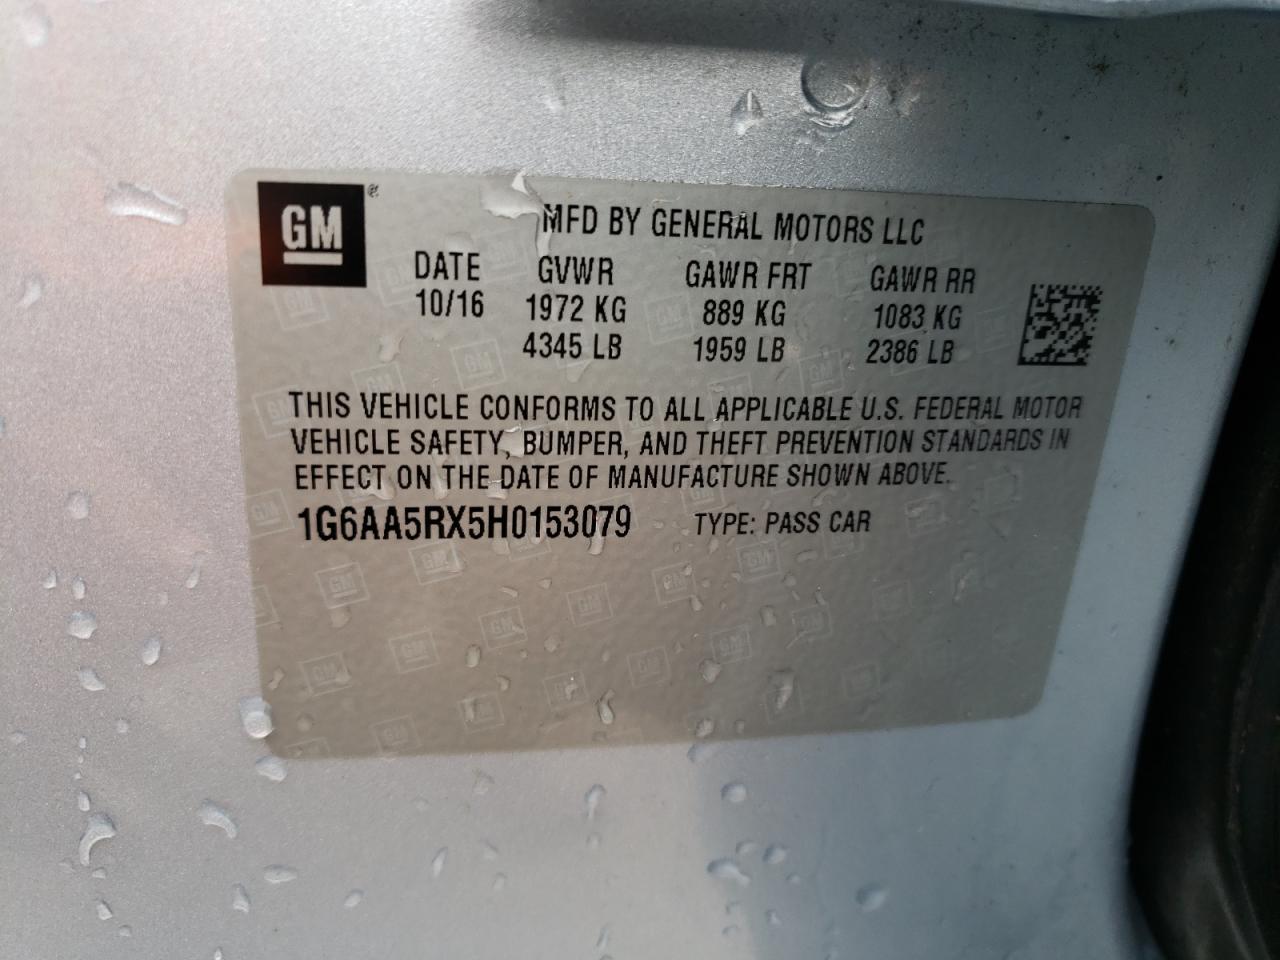 GM ®
MFD BY GENERAL MOTORS LLC
DATE GVWR GAWR FRT GAWR RR
10/16 1972 KG 889 KG 1083 KG
4345 LB 1959 LB 2386 LB
THIS VEHICLE CONFORMS TO ALL APPLICABLE U.S. FEDERAL MOTOR
VEHICLE SAFETY, BUMPER, AND THEFT PREVENTION STANDARDS IN
EFFECT ON THE DATE OF MANUFACTURE SHOWN ABOVE.
1G6AA5RX5H0153079 TYPE: PASS CAR